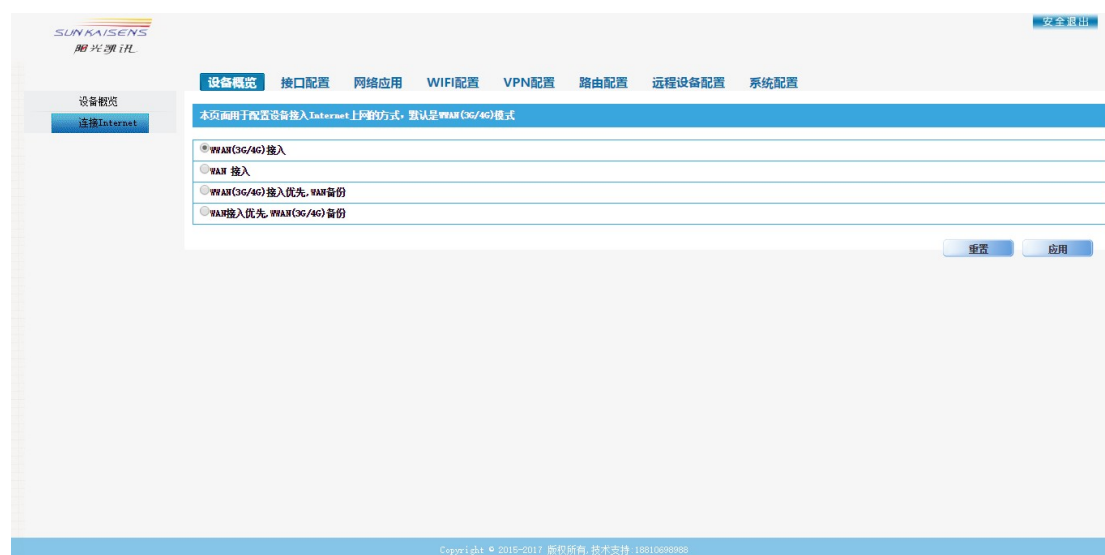 SUN KAISENS
阳光凯讯
安全退出
设备概览 接口配置 网络应用 WIFI配置 VPN配置 路由配置 远程设备配置 系统配置
设备概览
连接Internet
本页面用于配置设备接入Internet上网的方式，默认是WWAN(3G/4G)模式
WWAN(3G/4G)接入
WAN 接入
WWAN(3G/4G)接入优先,WAN备份
WAN接入优先,WWAN(3G/4G)备份
重置 应用
Copyright © 2015-2017 版权所有.技术支持:18810698988